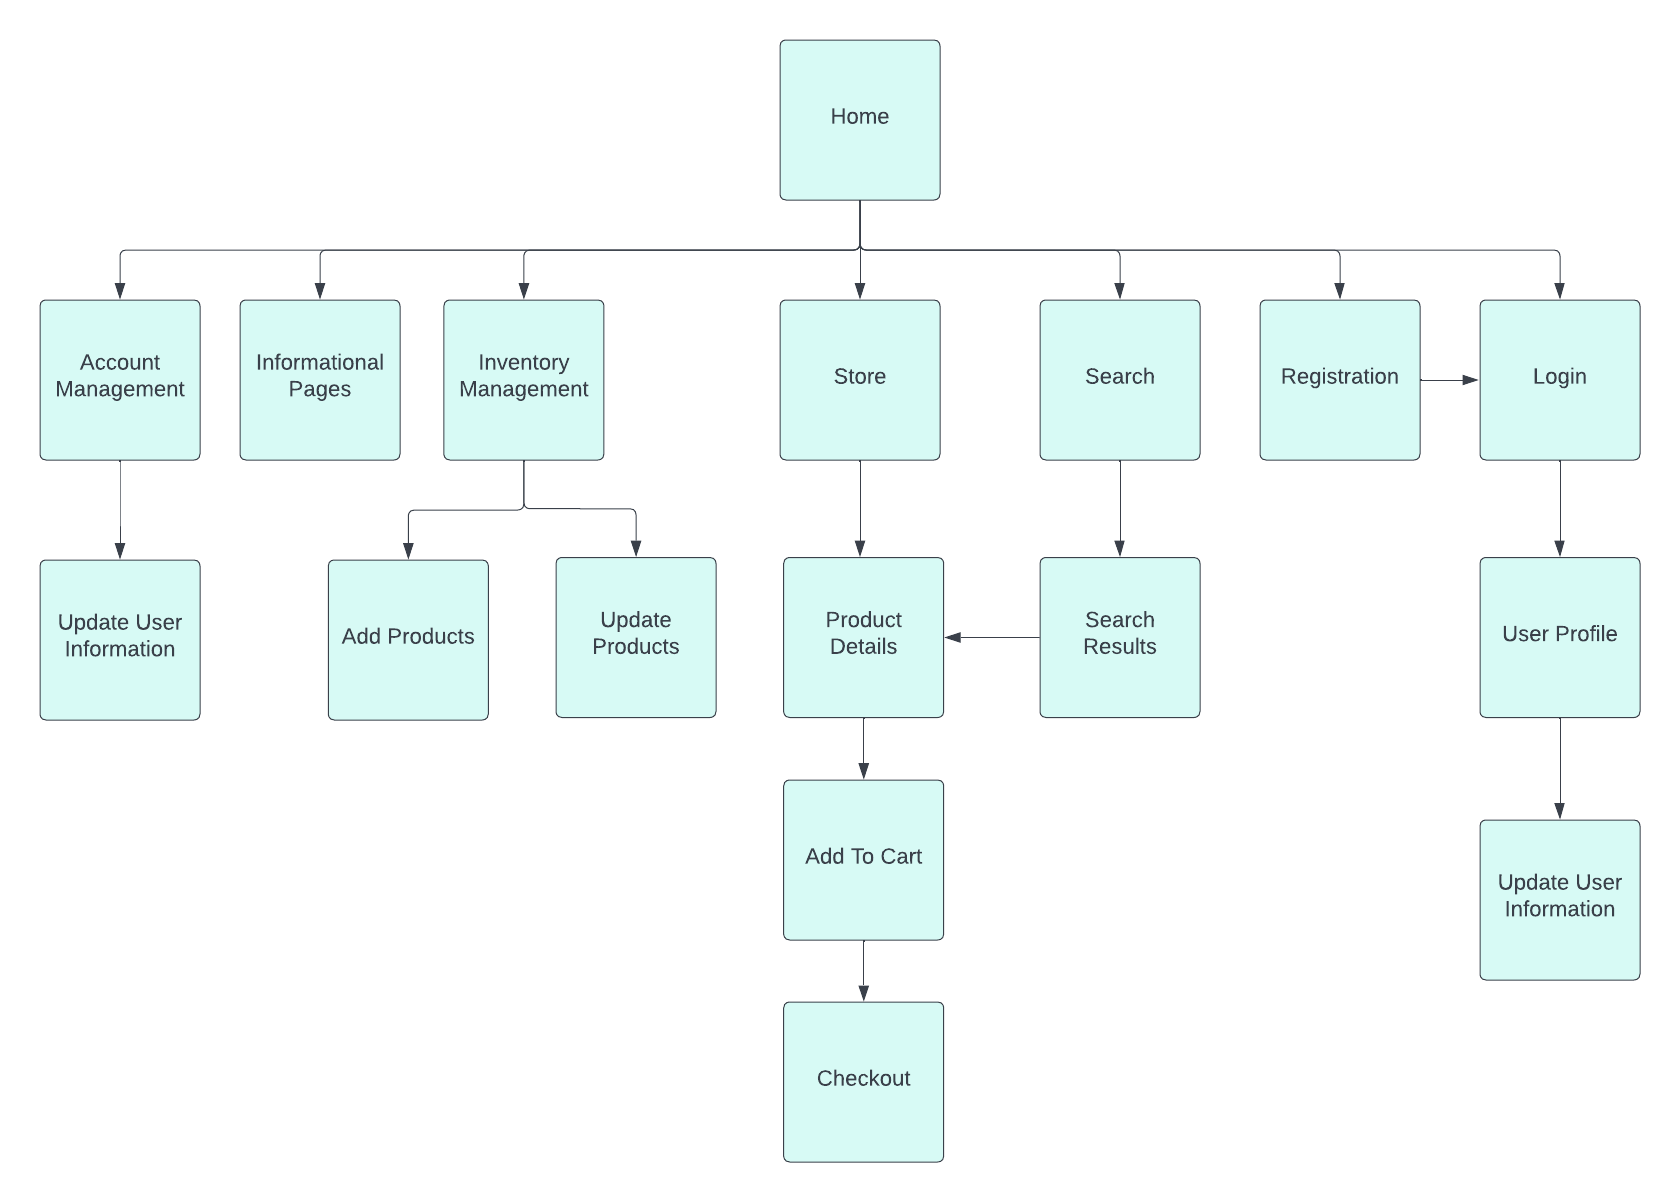 Home
Account
Management
Informational
Pages
Inventory
Management
Store
Search
Registration
Login
Update User
Information
Add Products
Update
Products
Product
Details
Search
Results
User Profile
Add To Cart
Update User
Information
Checkout